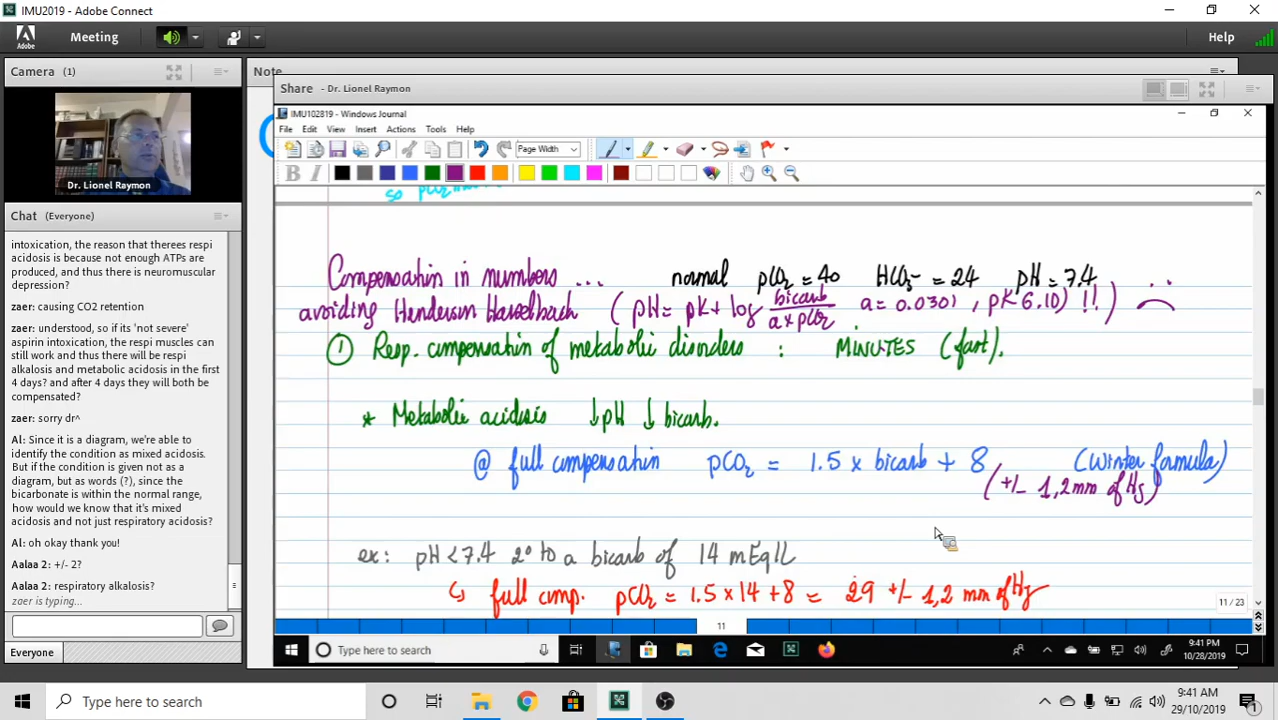 IMU2019 - Adobe Connect
Adobe
Meeting
Help
Camera (1)
Dr. Lionel Raymon
Chat (Everyone)
intoxication, the reason that therees respi
acidosis is because not enough ATPs are
produced, and thus there is neuromuscular
depression?
zaer: causing CO2 retention
zaer: understood, so if its 'not severe'
aspirin intoxication, the respi muscles can
still work and thus there will be respi
alkalosis and metabolic acidosis in the first
4 days? and after 4 days they will both be
compensated?
zaer: sorry dr^
Al: Since it is a diagram, we're able to
identify the condition as mixed acidosis.
But if the condition is given not as a
diagram, but as words (?), since the
bicarbonate is within the normal range,
how would we know that it's mixed
acidosis and not just respiratory acidosis?
Al: oh okay thank you!
Aalaa 2: +/- 2?
Aalaa 2: respiratory alkalosis?
zaer is typing...
Everyone
Note
Share - Dr. Lionel Raymon
IMU102819 - Windows Journal
File Edit View Insert Actions Tools Help
Page Width
B I
so pCO2
Compensation in numbers ... normal pCO2 = 40 HCO3- = 24 pH = 7.4
avoiding Henderson Hasselbach ( pH = pK + log bicarb / a x pCO2 a = 0.0301 , pK 6.10) !!
① Resp. compensation of metabolic disorders : MINUTES (fast).
* Metabolic acidosis ↓pH ↓ bicarb.
@ full compensation pCO2 = 1.5 x bicarb + 8 (Winter formula)
(+/- 1,2 mm of Hg)
ex: pH < 7.4 2° to a bicarb of 14 mEq/L
↳ full comp. pCO2 = 1.5 x 14 + 8 = 29 +/- 1,2 mm of Hg
11 / 23
11
Type here to search
9:41 PM
10/28/2019
Type here to search
9:41 AM
29/10/2019